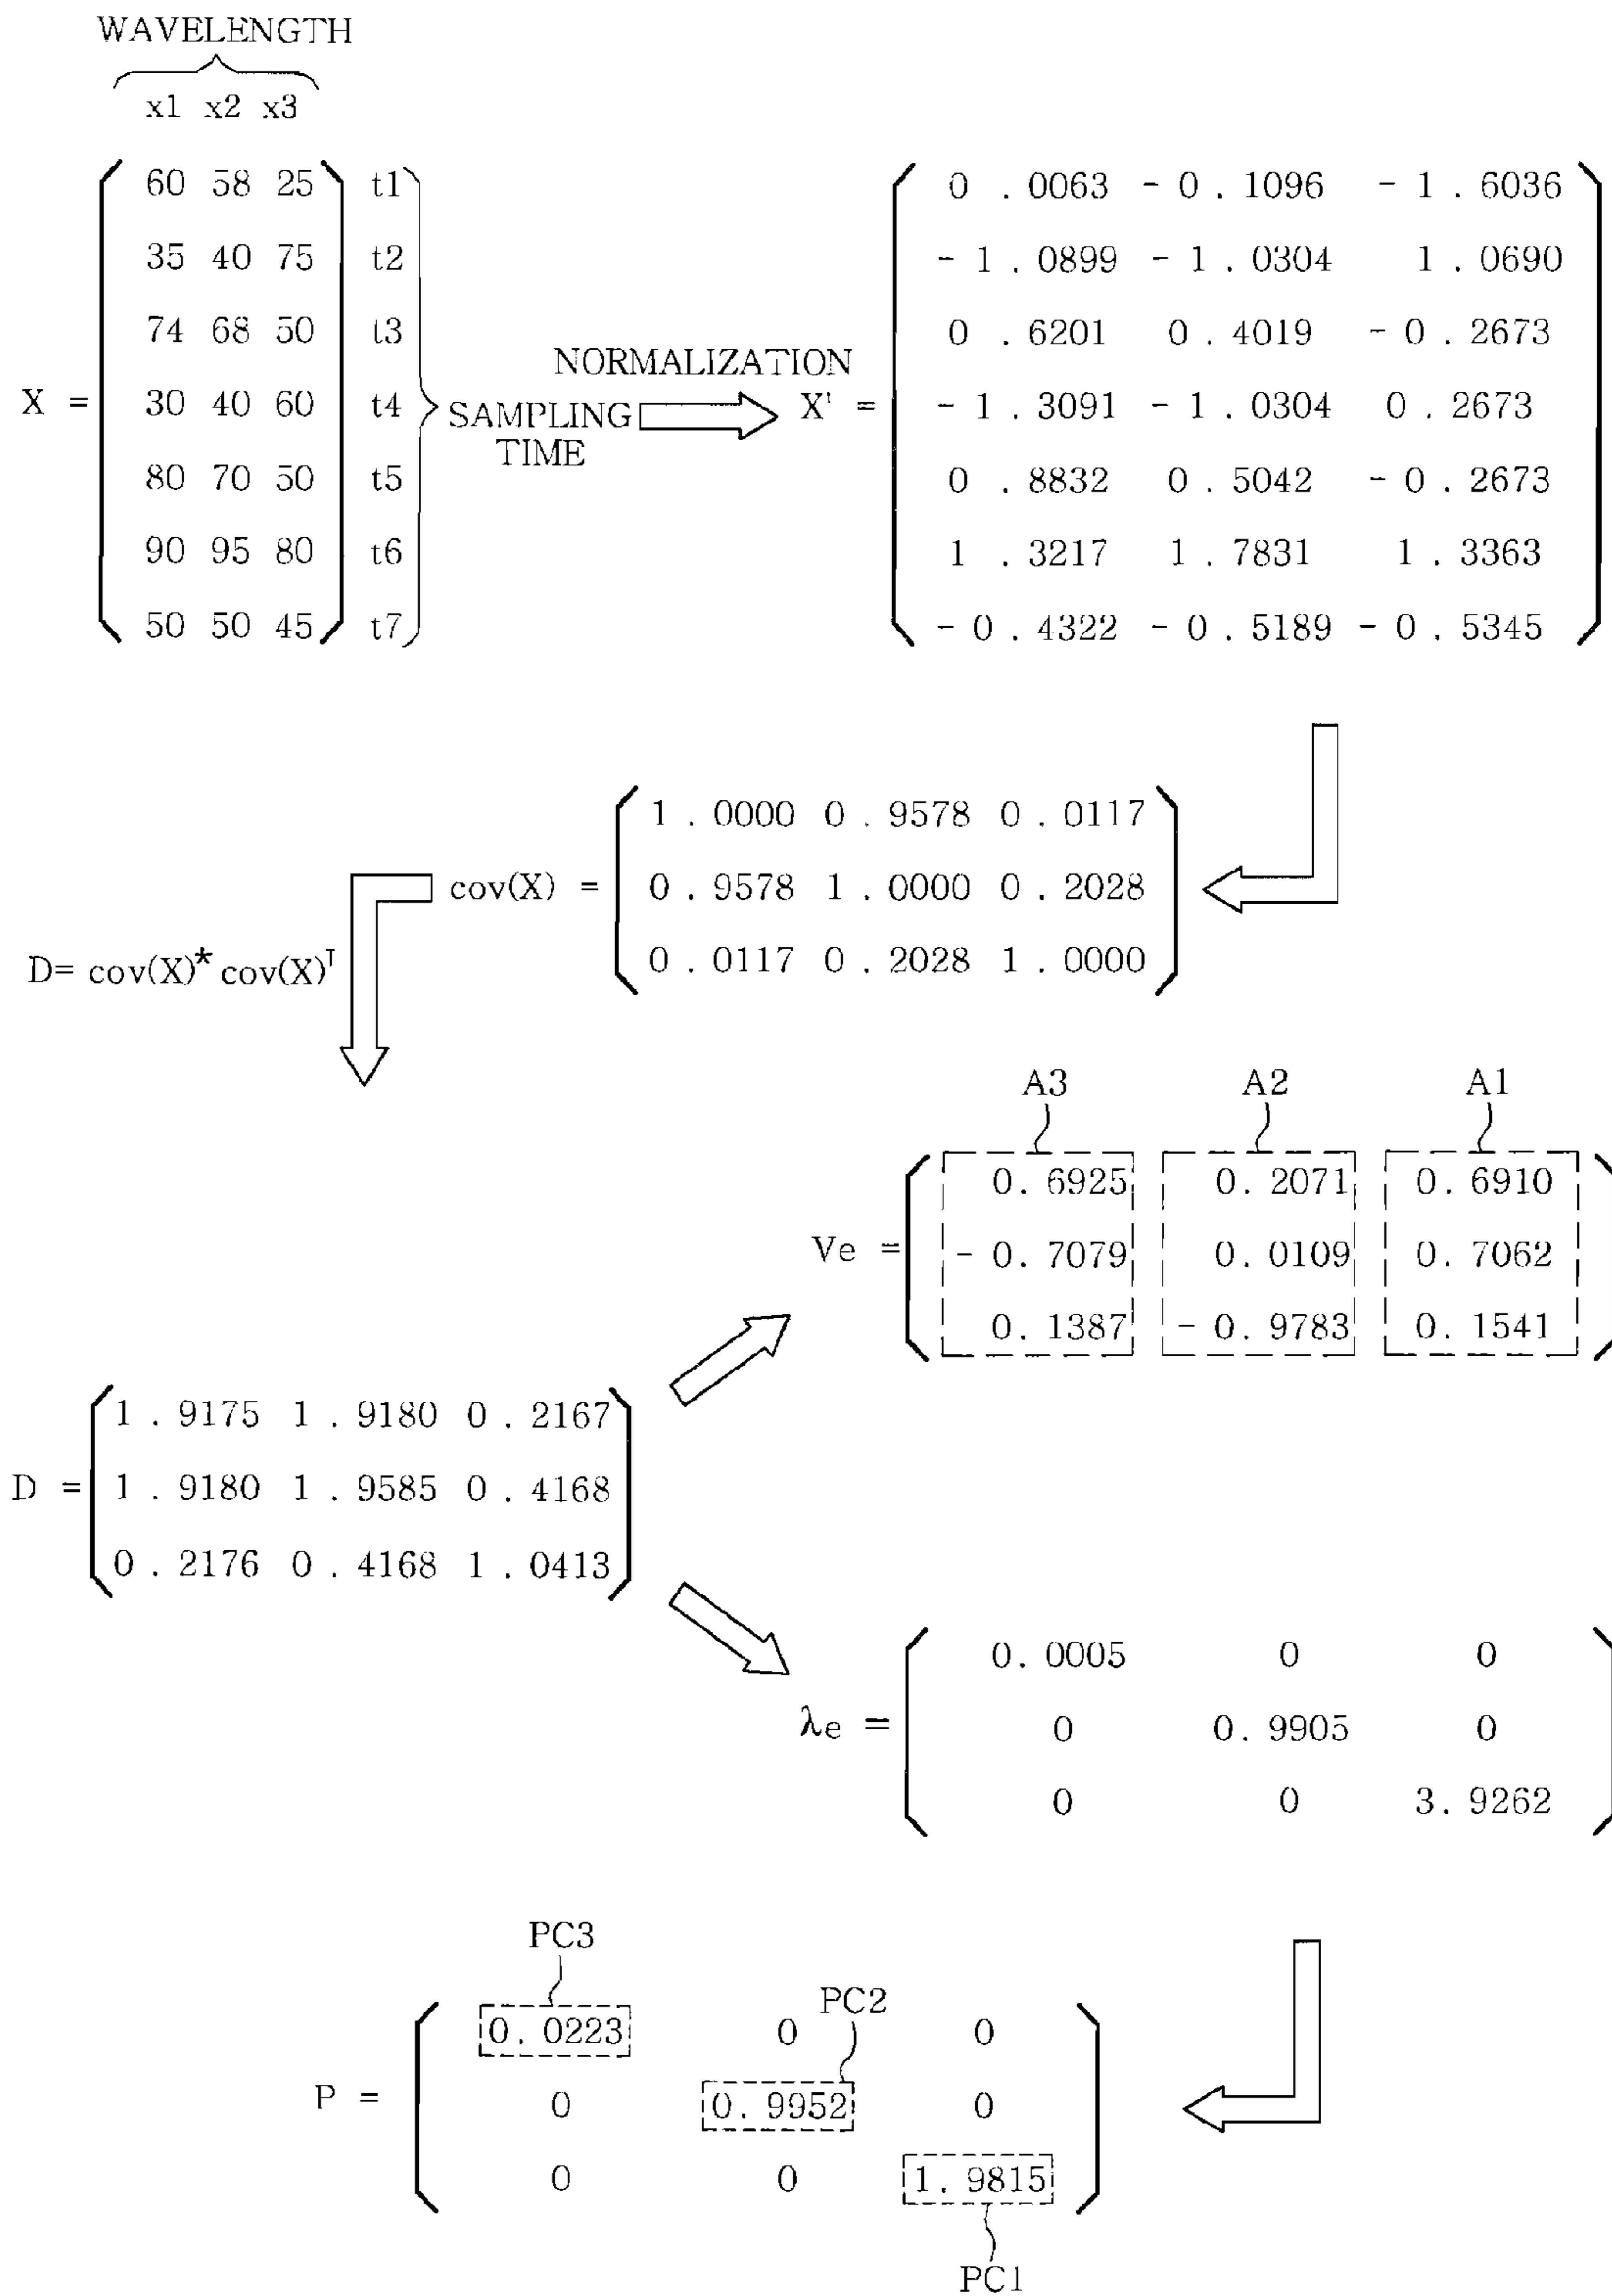 WAVELENGTH
x1 x2 x3
X =
60 58 25 t1
35 40 75 t2
74 68 50 t3
30 40 60 t4
80 70 50 t5
90 95 80 t6
50 50 45 t7
SAMPLING
TIME
NORMALIZATION
X' =
0 . 0063 - 0 . 1096 - 1 . 6036
- 1 . 0899 - 1 . 0304 1 . 0690
0 . 6201 0 . 4019 - 0 . 2673
- 1 . 3091 - 1 . 0304 0 . 2673
0 . 8832 0 . 5042 - 0 . 2673
1 . 3217 1 . 7831 1 . 3363
- 0 . 4322 - 0 . 5189 - 0 . 5345
cov(X) =
1 . 0000 0 . 9578 0 . 0117
0 . 9578 1 . 0000 0 . 2028
0 . 0117 0 . 2028 1 . 0000
D= cov(X)* cov(X)T
A3 A2 A1
Ve =
0. 6925 0. 2071 0. 6910
- 0. 7079 0. 0109 0. 7062
0. 1387 - 0. 9783 0. 1541
D =
1 . 9175 1 . 9180 0 . 2167
1 . 9180 1 . 9585 0 . 4168
0 . 2176 0 . 4168 1 . 0413
λe =
0. 0005 0 0
0 0. 9905 0
0 0 3. 9262
PC3
PC2
P =
0. 0223 0 0
0 0. 9952 0
0 0 1. 9815
PC1